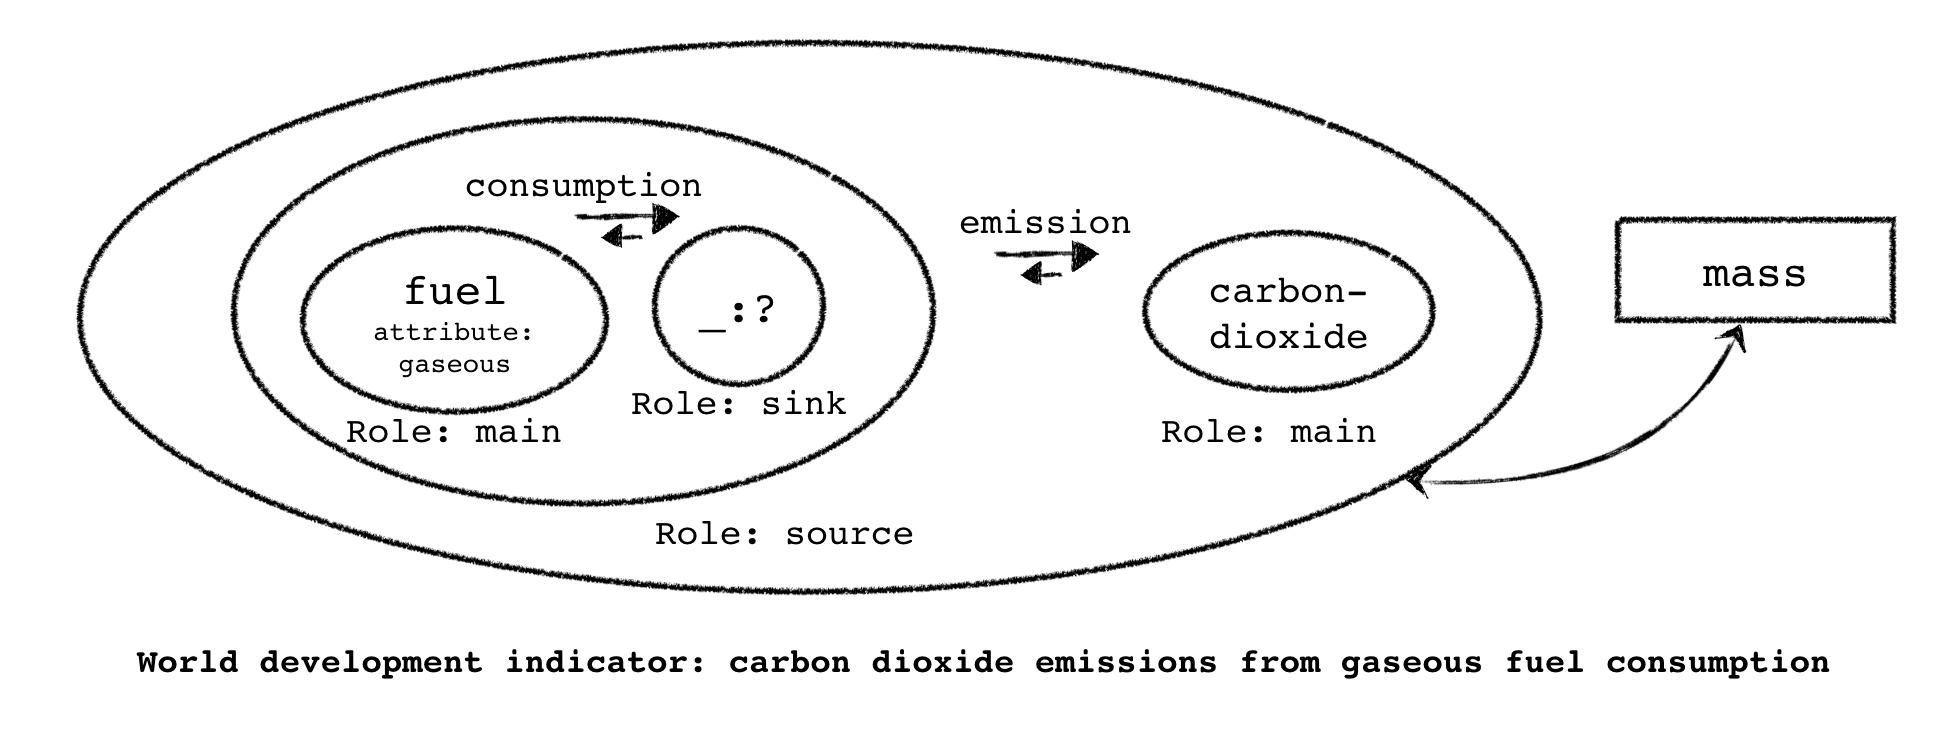 consumption
emission
fuel
attribute:
gaseous
_:?
carbon-
dioxide
mass
Role: main
Role: sink
Role: main
Role: source
World development indicator: carbon dioxide emissions from gaseous fuel consumption